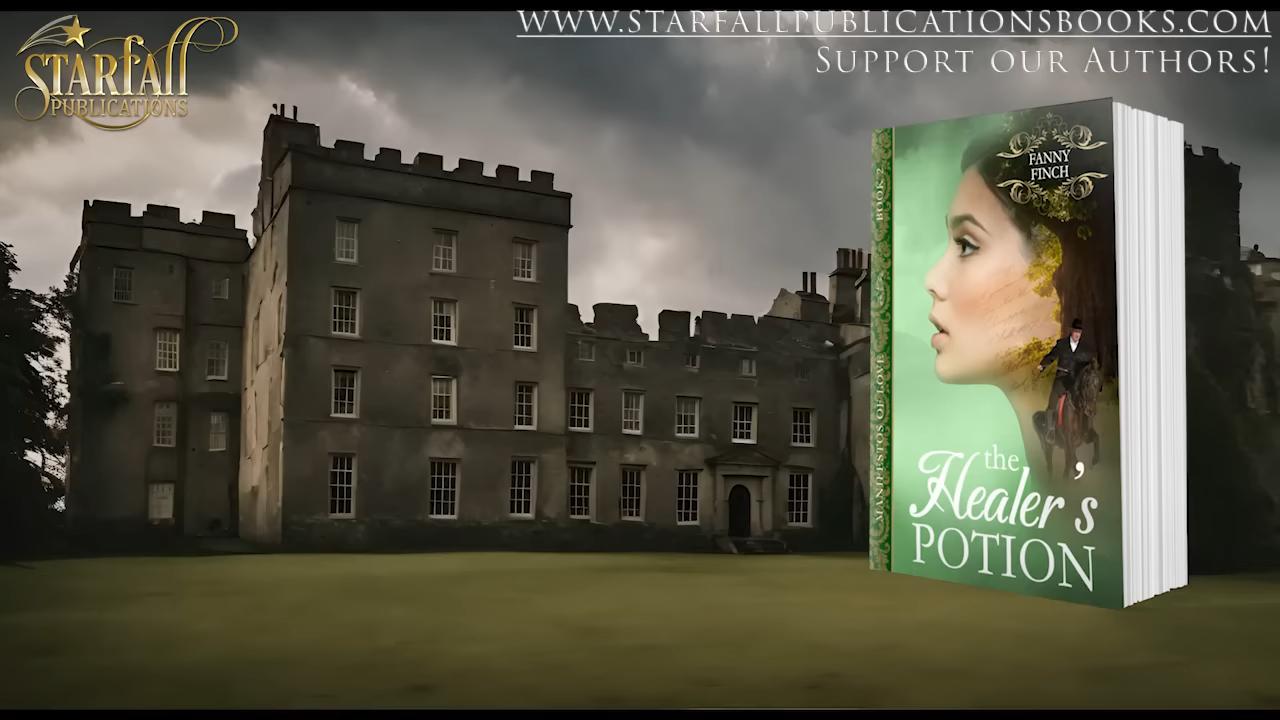 STARfall
PUBLICATIONS
WWW.STARFALLPUBLICATIONSBOOKS.COM
SUPPORT OUR AUTHORS!
FANNY
FINCH
BOOK 2
MANIFESTOS OF LOVE
the
Healer's
POTION